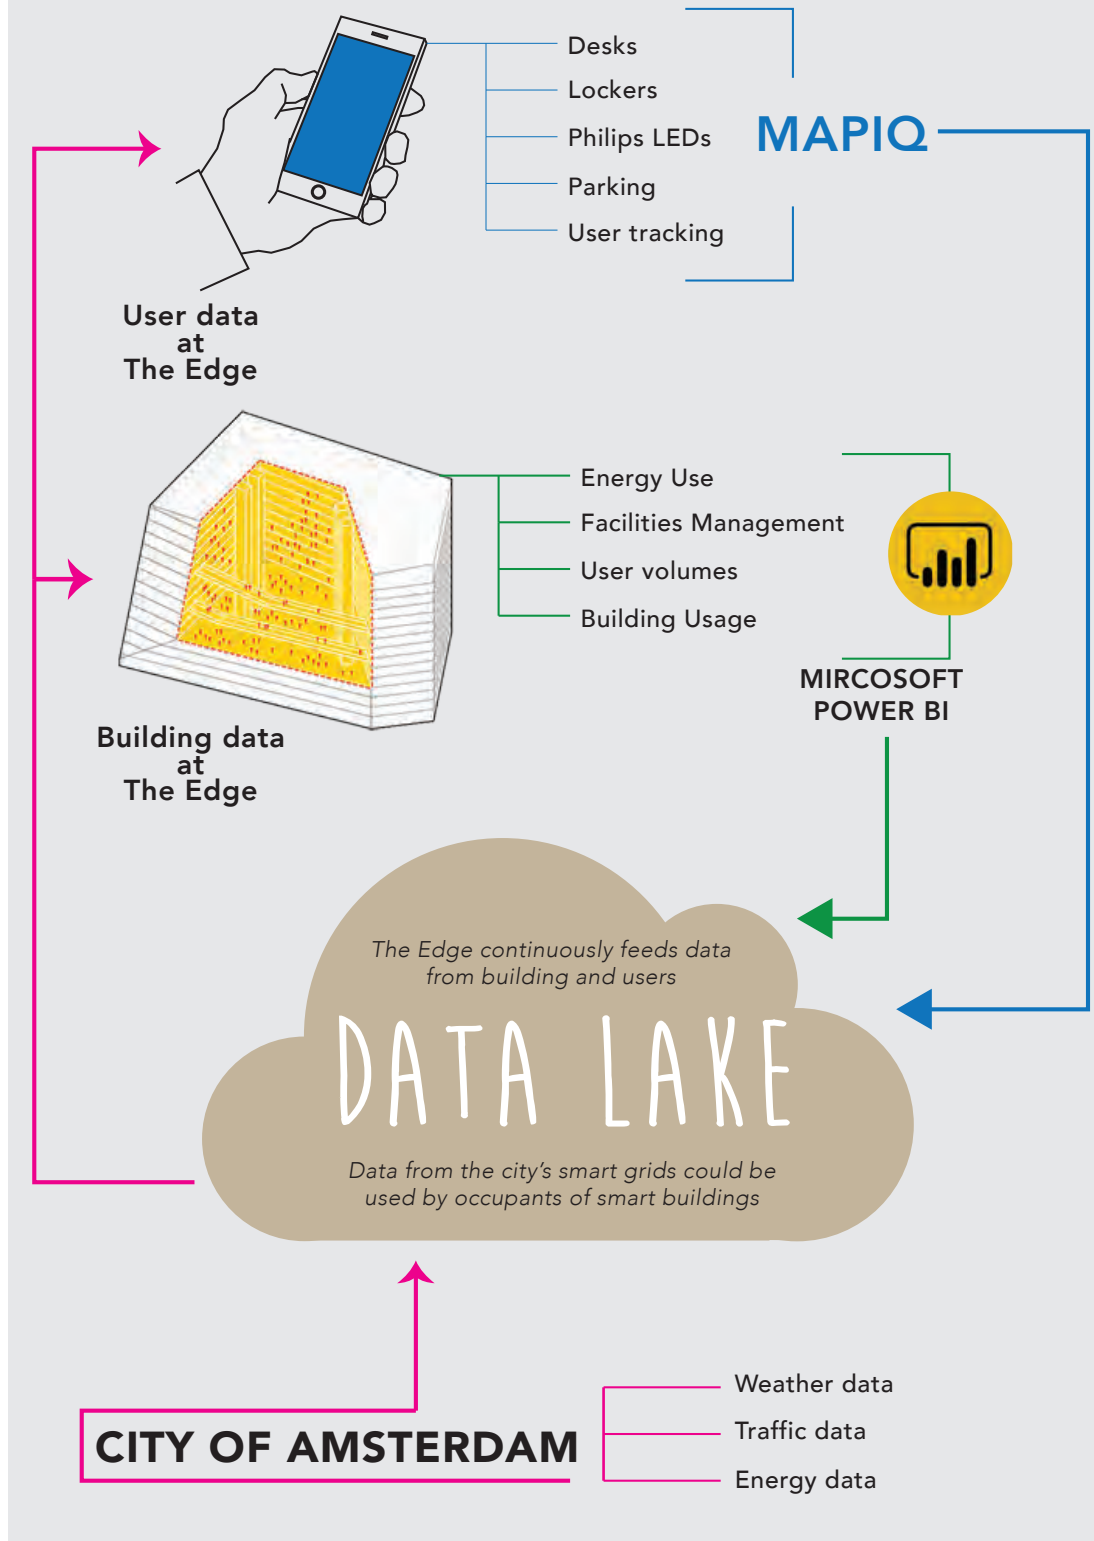 Desks
Lockers
Philips LEDs
Parking
User tracking
MAPIQ
User data
at
The Edge
Energy Use
Facilities Management
User volumes
Building Usage
MIRCOSOFT
POWER BI
Building data
at
The Edge
The Edge continuously feeds data
from building and users
DATA LAKE
Data from the city's smart grids could be
used by occupants of smart buildings
CITY OF AMSTERDAM
Weather data
Traffic data
Energy data